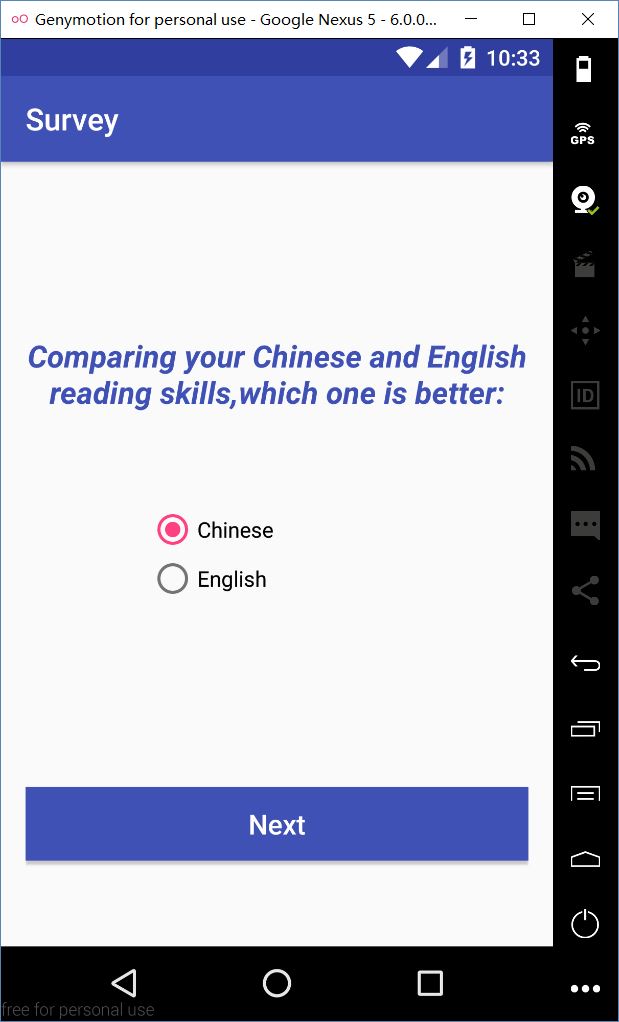 Genymotion for personal use - Google Nexus 5 - 6.0.0...
10:33
Survey
GPS
Comparing your Chinese and English
reading skills,which one is better:
ID
Chinese
English
Next
free for personal use